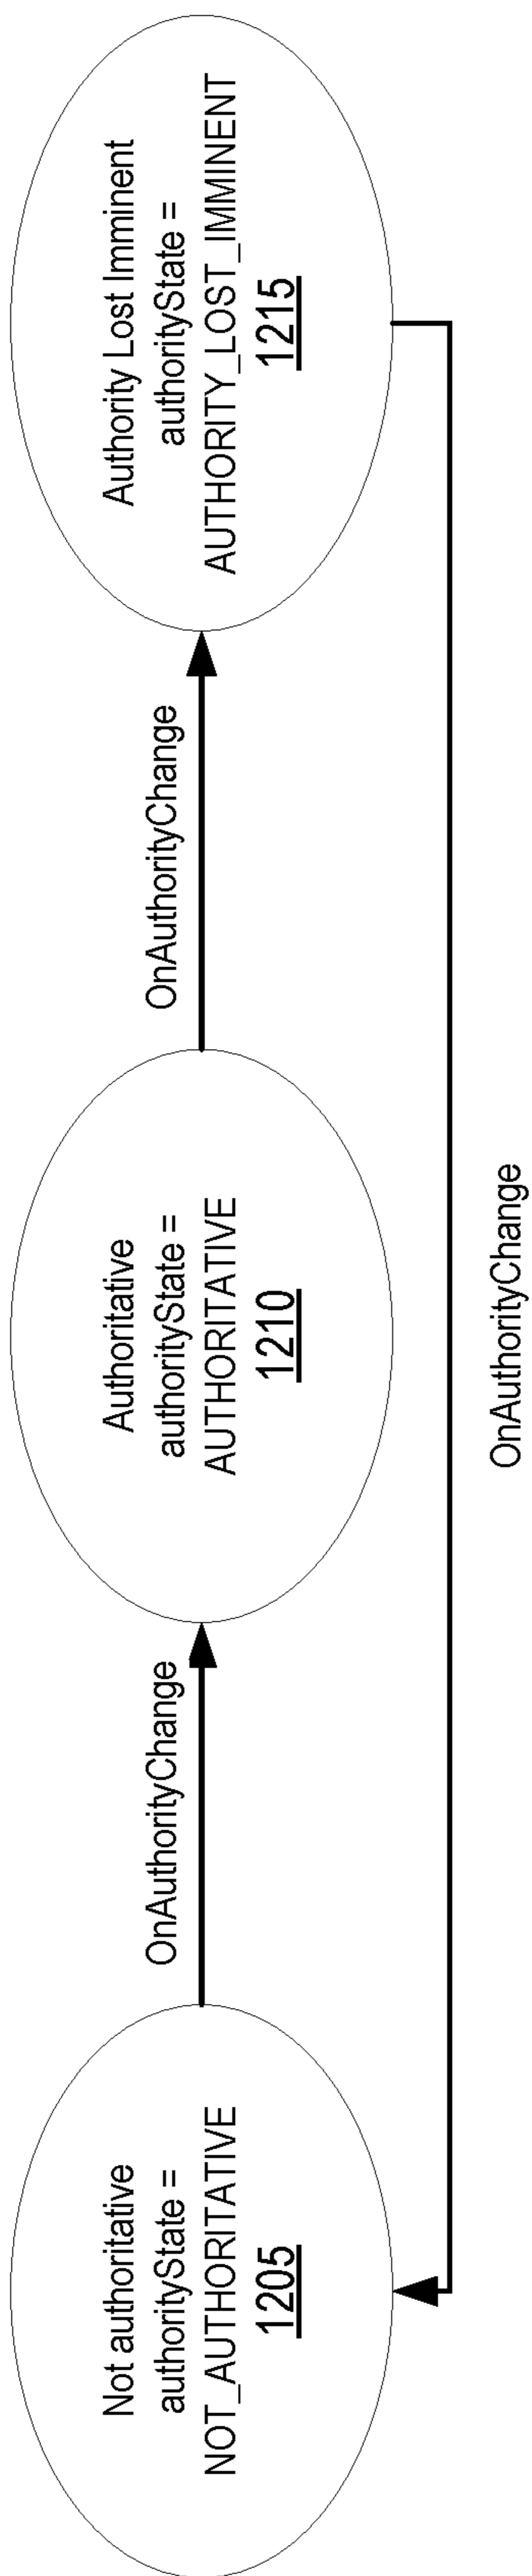 Not authoritative
authorityState =
NOT_AUTHORITATIVE
1205
OnAuthorityChange
Authoritative
authorityState =
AUTHORITATIVE
1210
OnAuthorityChange
Authority Lost Imminent
authorityState =
AUTHORITY_LOST_IMMINENT
1215
OnAuthorityChange